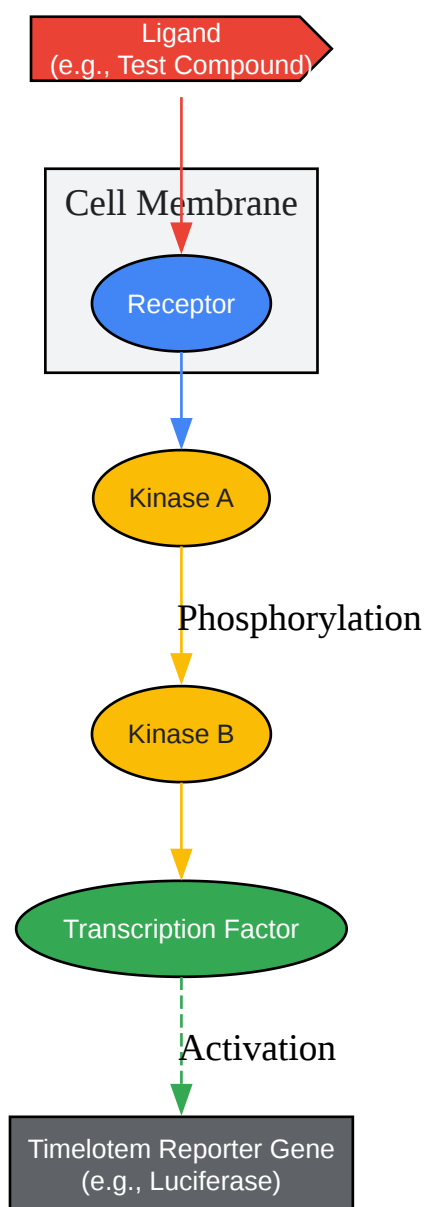 Ligand
(e.g., Test Compound)
Cell Membrane
Receptor
Kinase A
Phosphorylation
Kinase B
Transcription Factor
Activation
Timelotem Reporter Gene
(e.g., Luciferase)